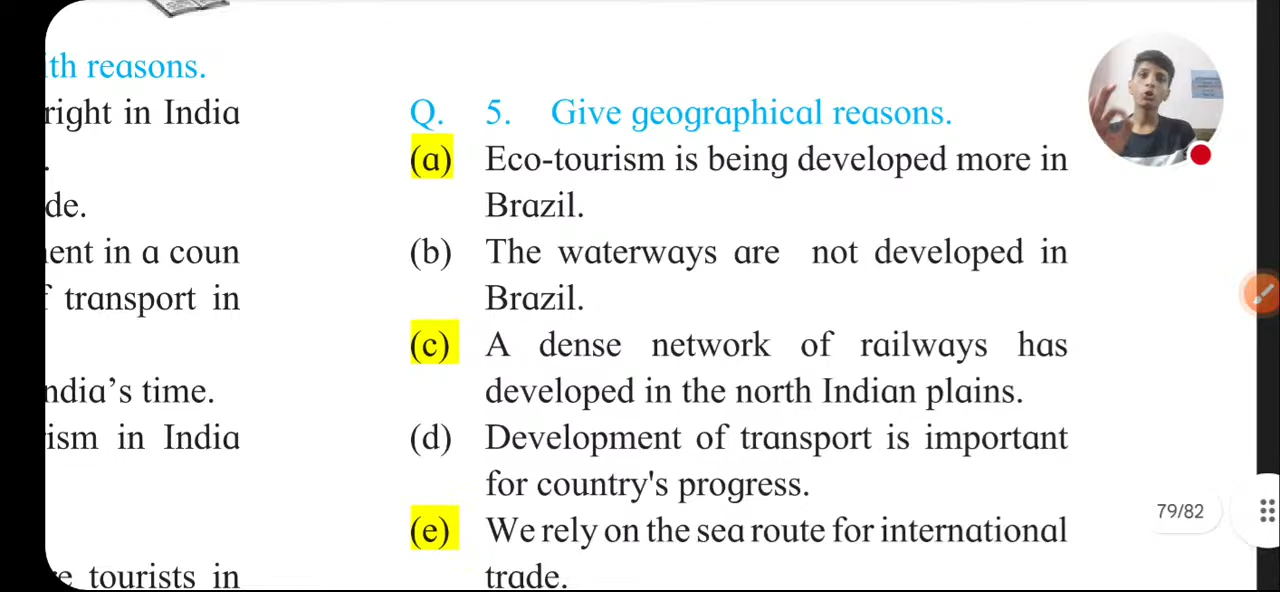 th reasons.
right in India
.
de.
ent in a coun
transport in
ndia's time.
ism in India
tourists in
Q. 5. Give geographical reasons.
(a) Eco-tourism is being developed more in
Brazil.
(b) The waterways are not developed in
Brazil.
(c) A dense network of railways has
developed in the north Indian plains.
(d) Development of transport is important
for country's progress.
(e) We rely on the sea route for international
trade.
79/82